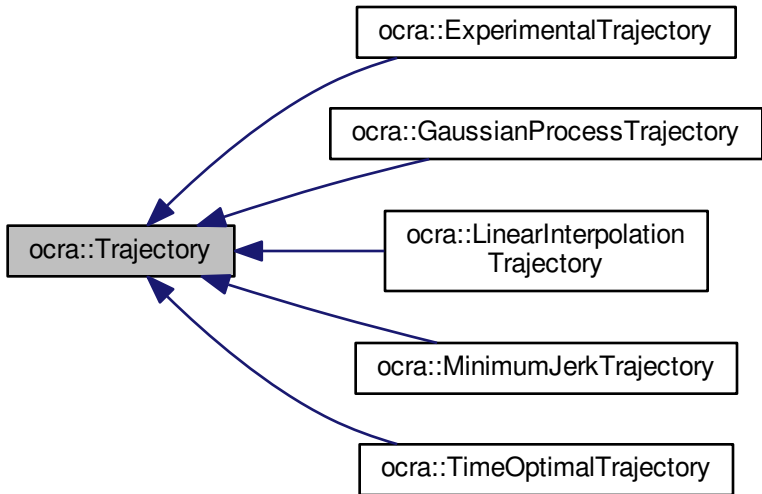 ocra::ExperimentalTrajectory
ocra::GaussianProcessTrajectory
ocra::Trajectory
ocra::LinearInterpolation
Trajectory
ocra::MinimumJerkTrajectory
ocra::TimeOptimalTrajectory